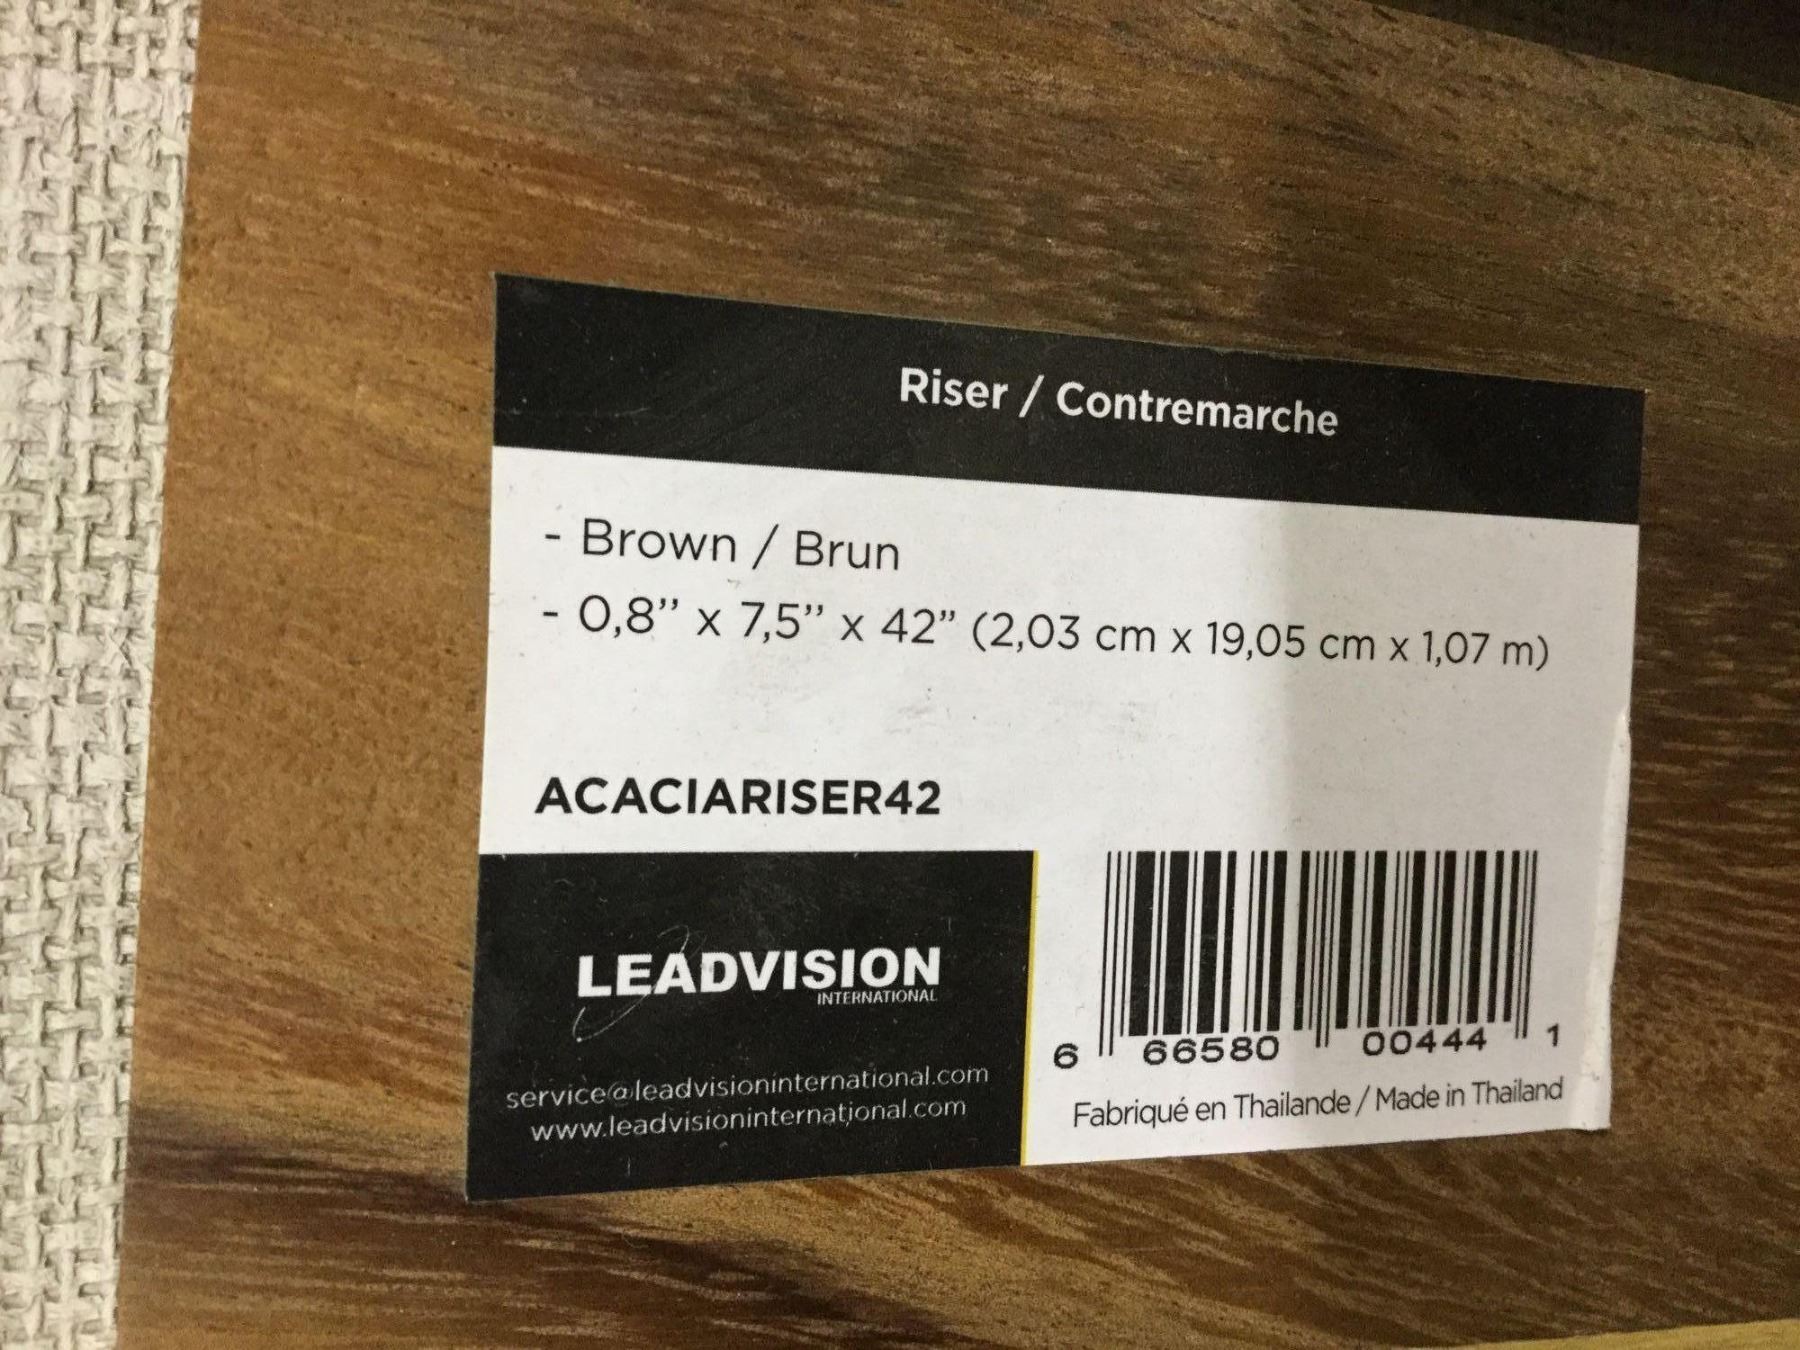 Riser / Contremarche
- Brown / Brun
- 0,8’’ x 7,5’’ x 42” (2,03 cm x 19,05 cm x 1,07 m)
ACACIARISER42
LEADVISION
INTERNATIONAL
service@leadvisioninternational.com
www.leadvisioninternational.com
6 66580 00444 1
Fabriqué en Thailande / Made in Thailand